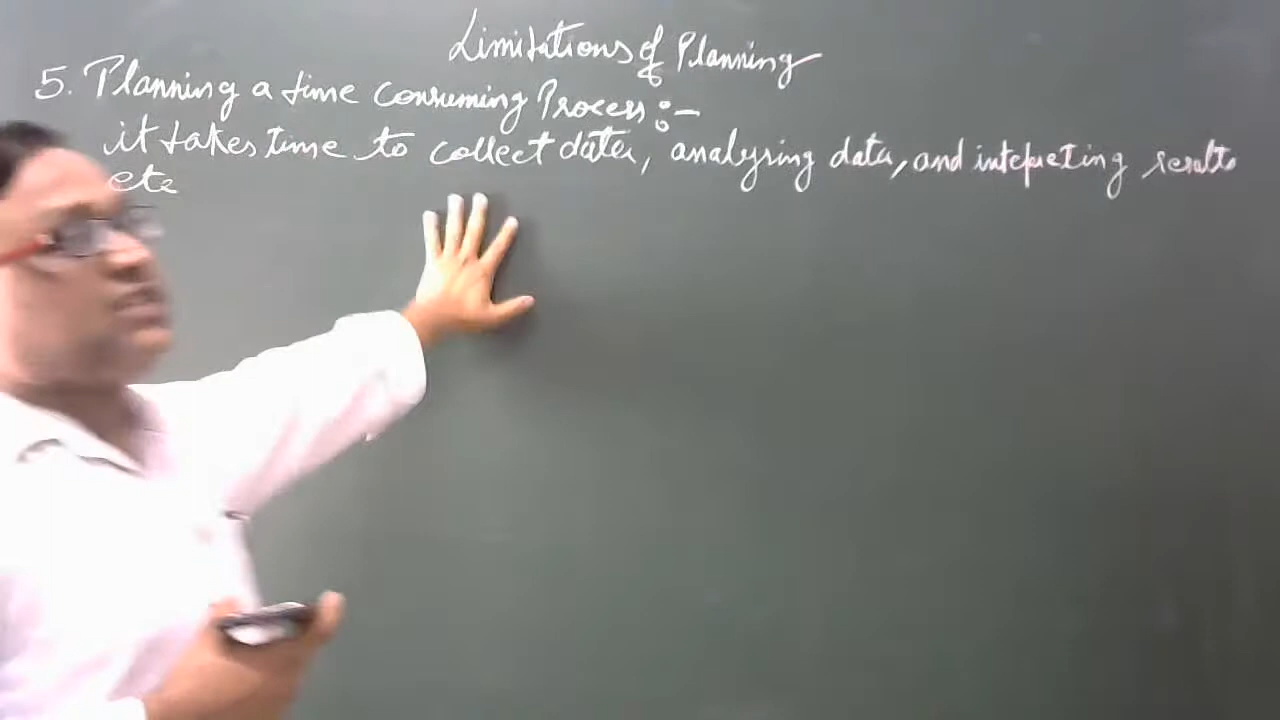 Limitations of Planning
5. Planning a time Consuming Process :-
it takes time to collect data, analysing data, and intepreting results
etc